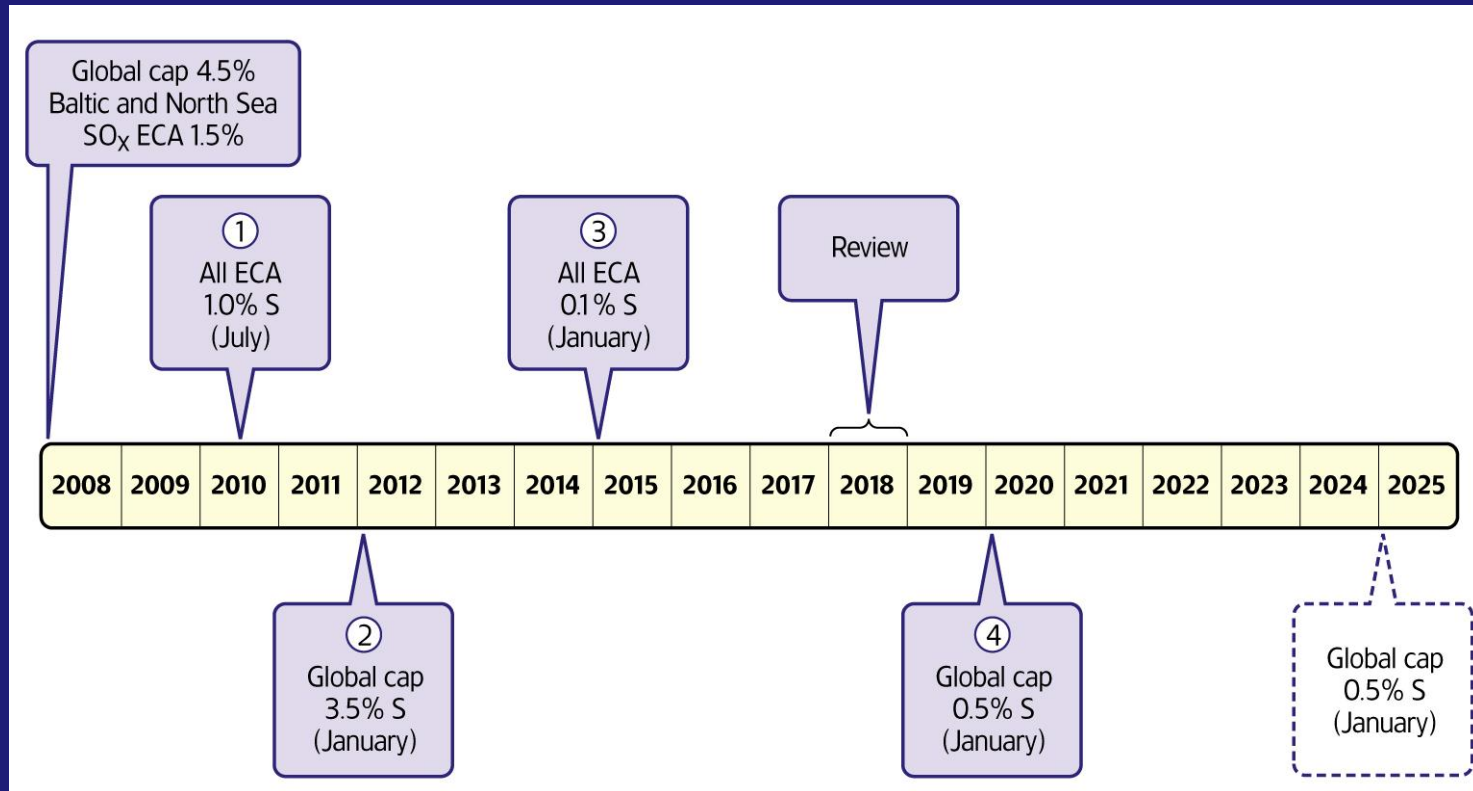 Global cap 4.5%
Baltic and North Sea
SOX ECA 1.5%
1
All ECA
1.0% S
(July)
3
All ECA
0.1% S
(January)
Review
2008 2009 2010 2011 2012 2013 2014 2015 2016 2017 2018 2019 2020 2021 2022 2023 2024 2025
2
Global cap
3.5% S
(January)
4
Global cap
0.5% S
(January)
Global cap
0.5% S
(January)